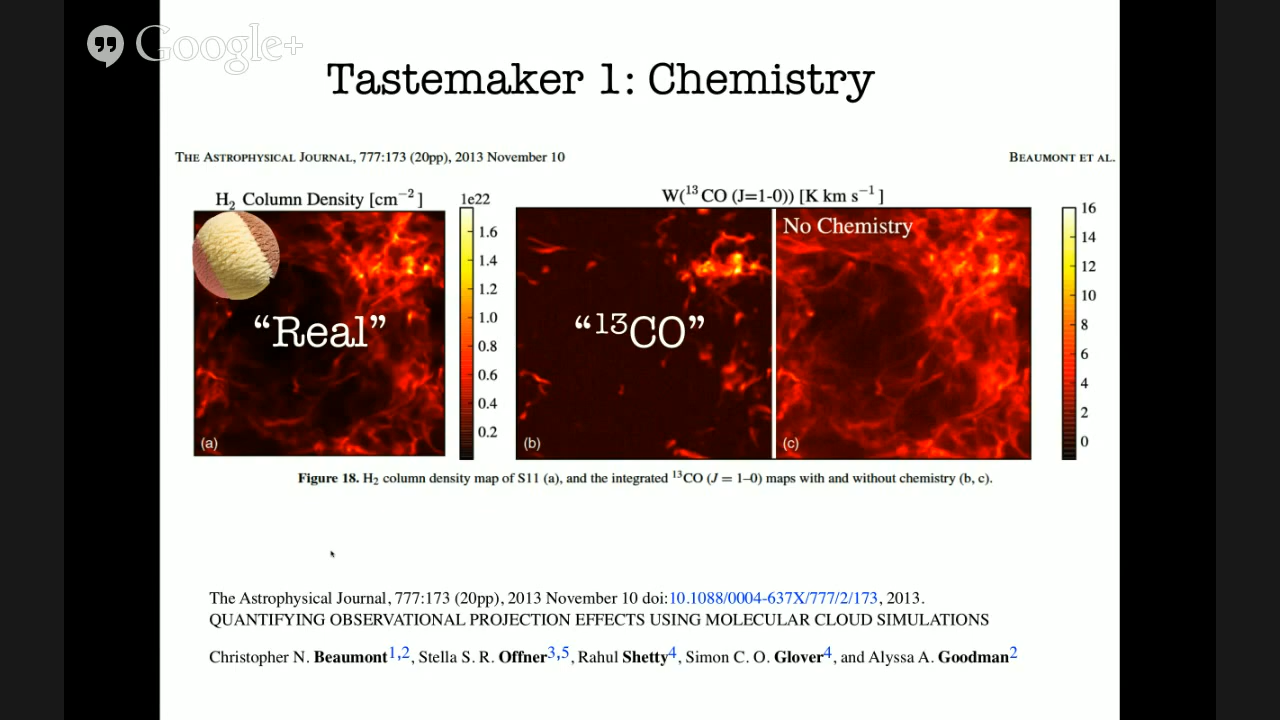 Google+
Tastemaker 1: Chemistry
THE ASTROPHYSICAL JOURNAL, 777:173 (20pp), 2013 November 10
BEAUMONT ET AL.
H₂ Column Density [cm⁻²]
1e22
W(¹³CO (J=1-0)) [K km s⁻¹]
1.6
1.4
1.2
1.0
0.8
0.6
0.4
0.2
“Real”
(a)
“¹³CO”
(b)
No Chemistry
(c)
16
14
12
10
8
6
4
2
0
Figure 18. H₂ column density map of S11 (a), and the integrated ¹³CO (J = 1–0) maps with and without chemistry (b, c).
The Astrophysical Journal, 777:173 (20pp), 2013 November 10 doi:10.1088/0004-637X/777/2/173, 2013.
QUANTIFYING OBSERVATIONAL PROJECTION EFFECTS USING MOLECULAR CLOUD SIMULATIONS
Christopher N. Beaumont1,2, Stella S. R. Offner3,5, Rahul Shetty4, Simon C. O. Glover4, and Alyssa A. Goodman2